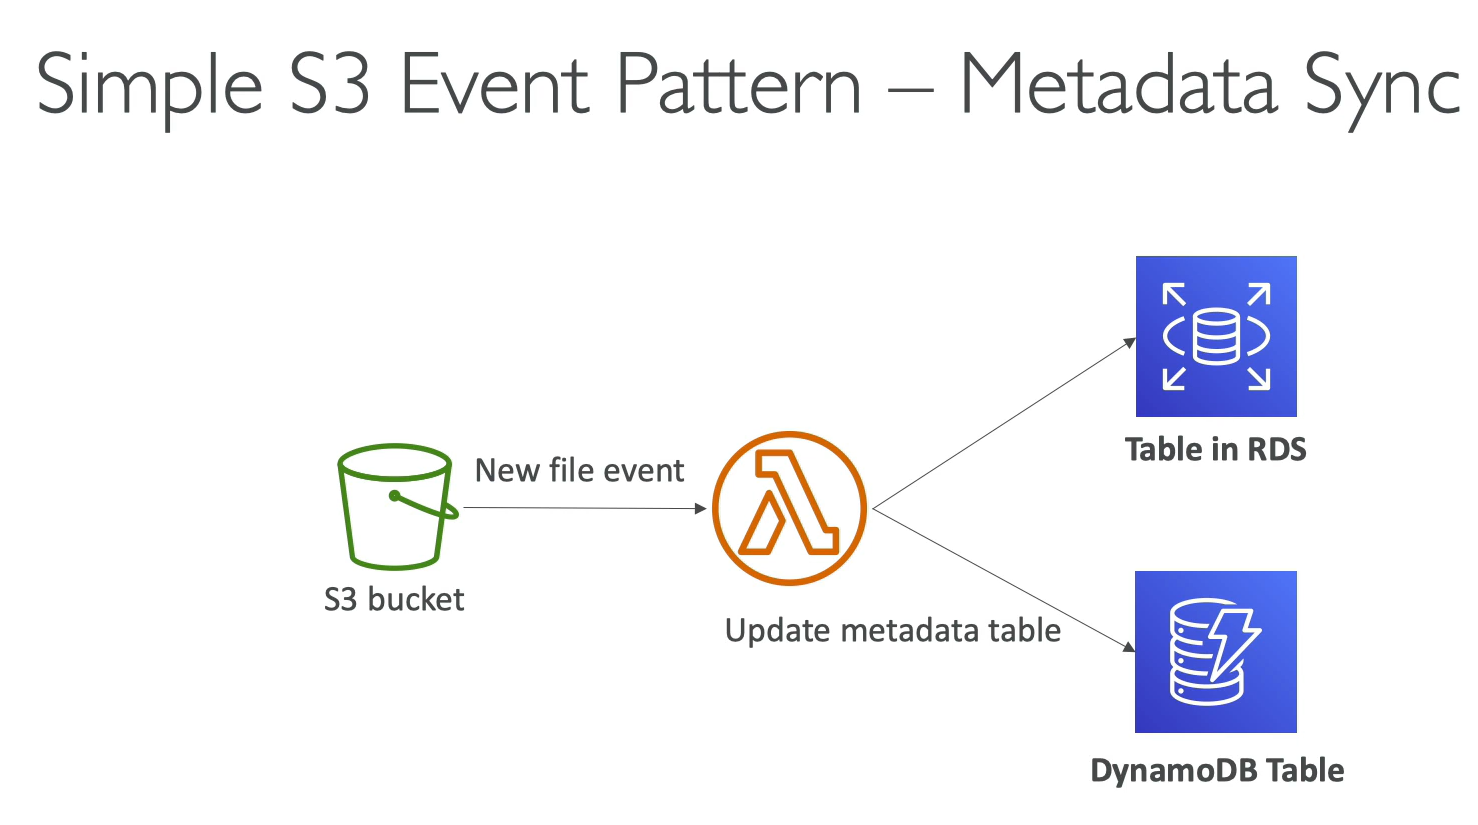 Simple S3 Event Pattern – Metadata Sync
New file event
S3 bucket
Update metadata table
Table in RDS
DynamoDB Table